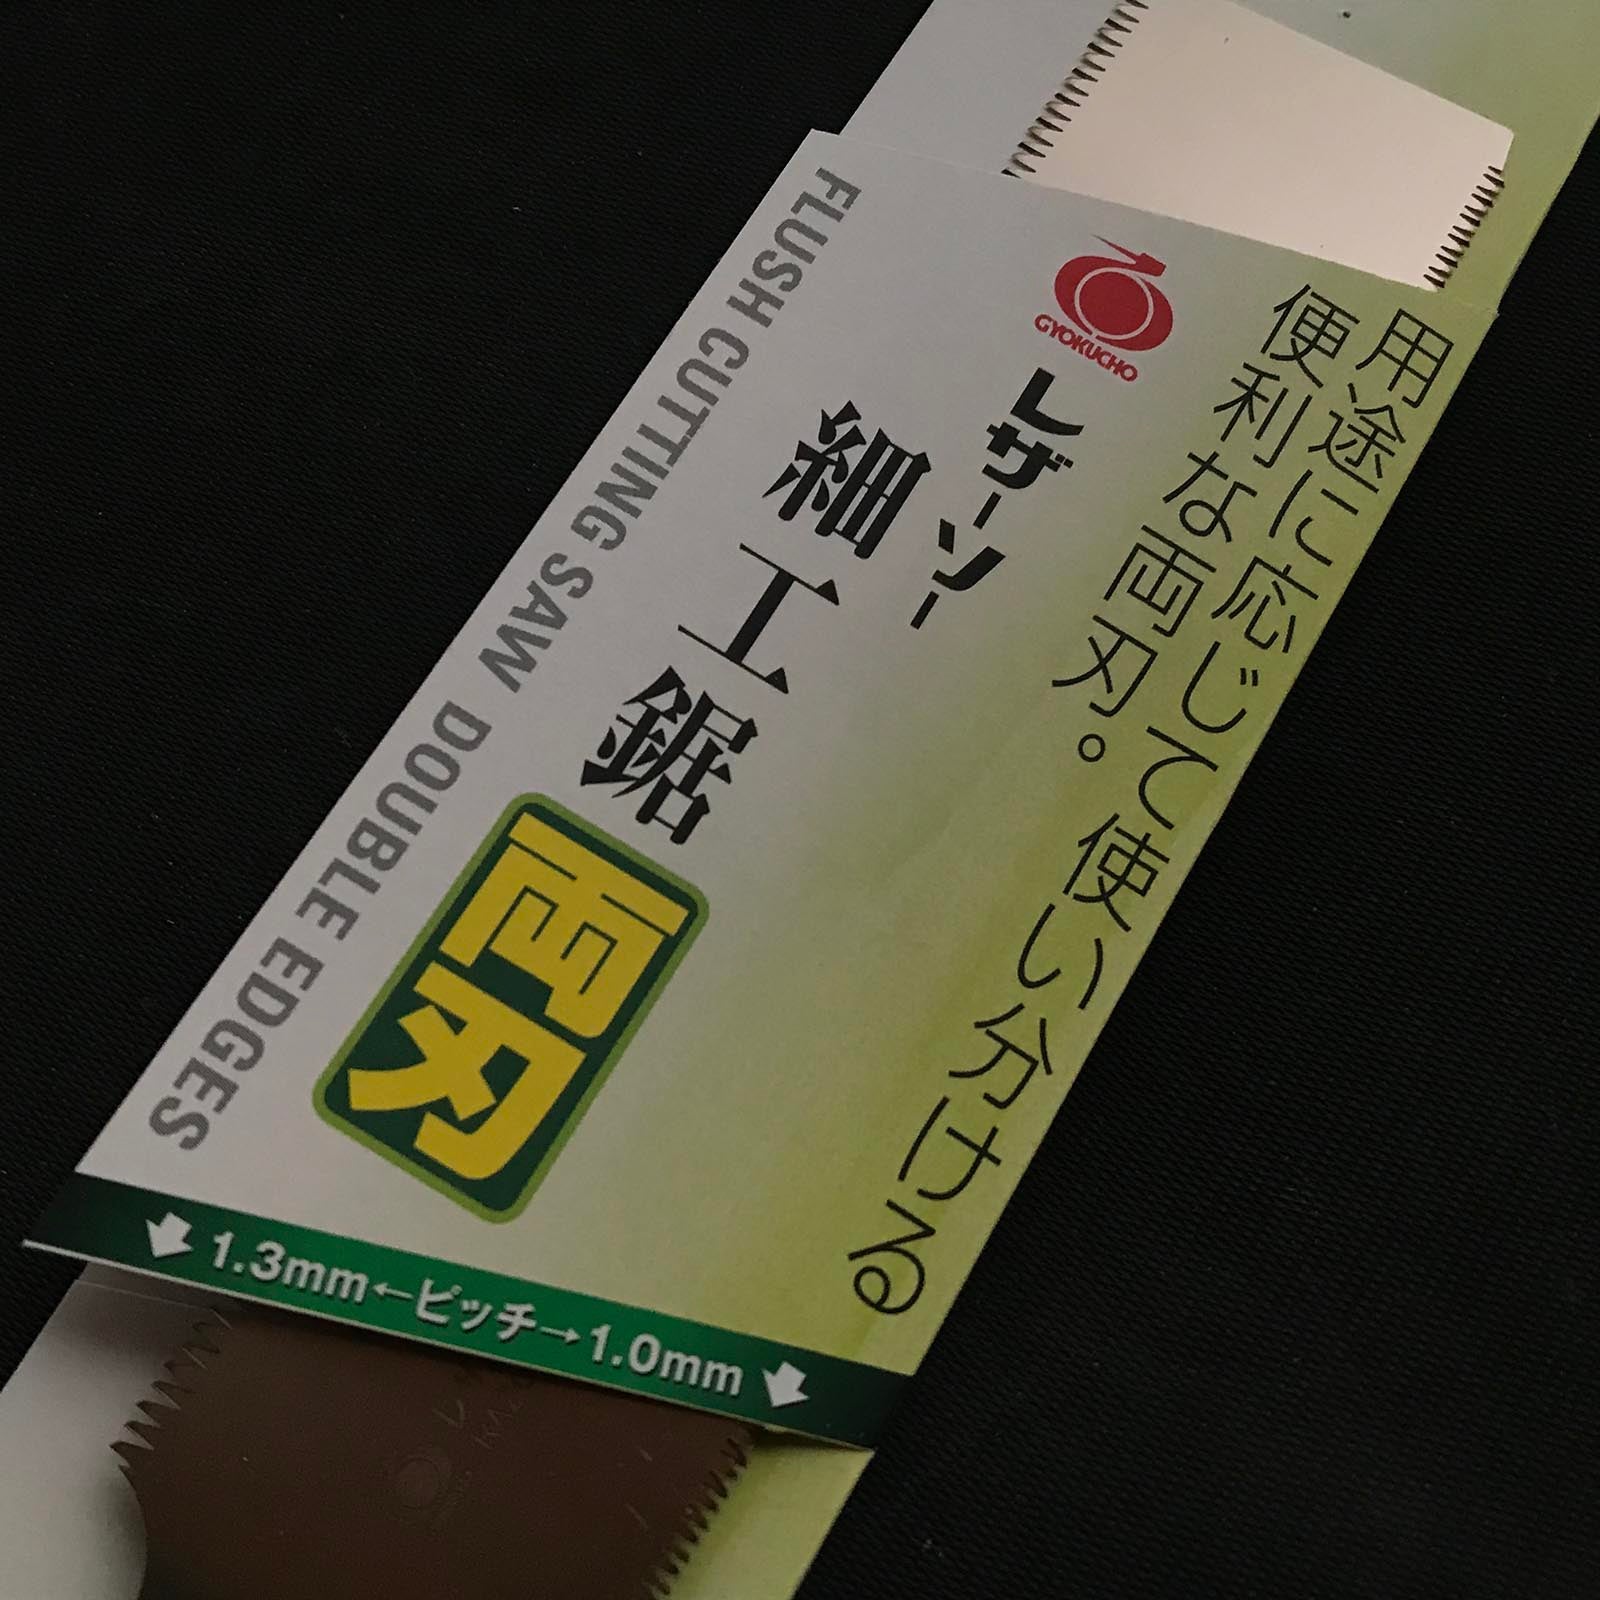 用途に応じて使い分ける
便利な両刃。
GYOKUCHO
レザーソー
細工鋸
両刃
FLUSH CUTTING SAW DOUBLE EDGES
1.3mm←ピッチ→1.0mm